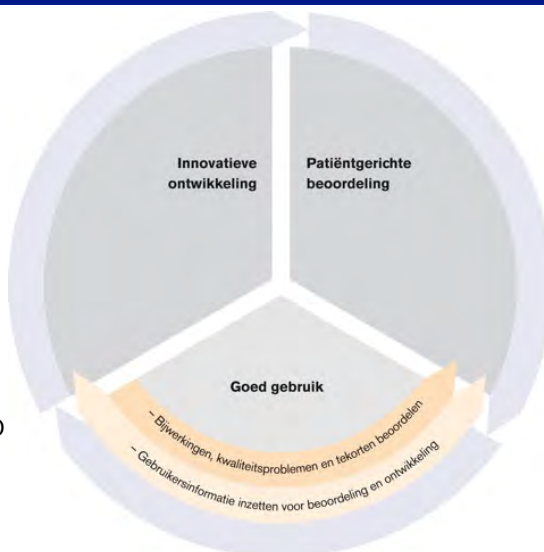 Innovatieve
ontwikkeling
Patiëntgerichte
beoordeling
Goed gebruik
– Bijwerkingen, kwaliteitsproblemen en tekorten beoordelen
– Gebruikersinformatie inzetten voor beoordeling en ontwikkeling